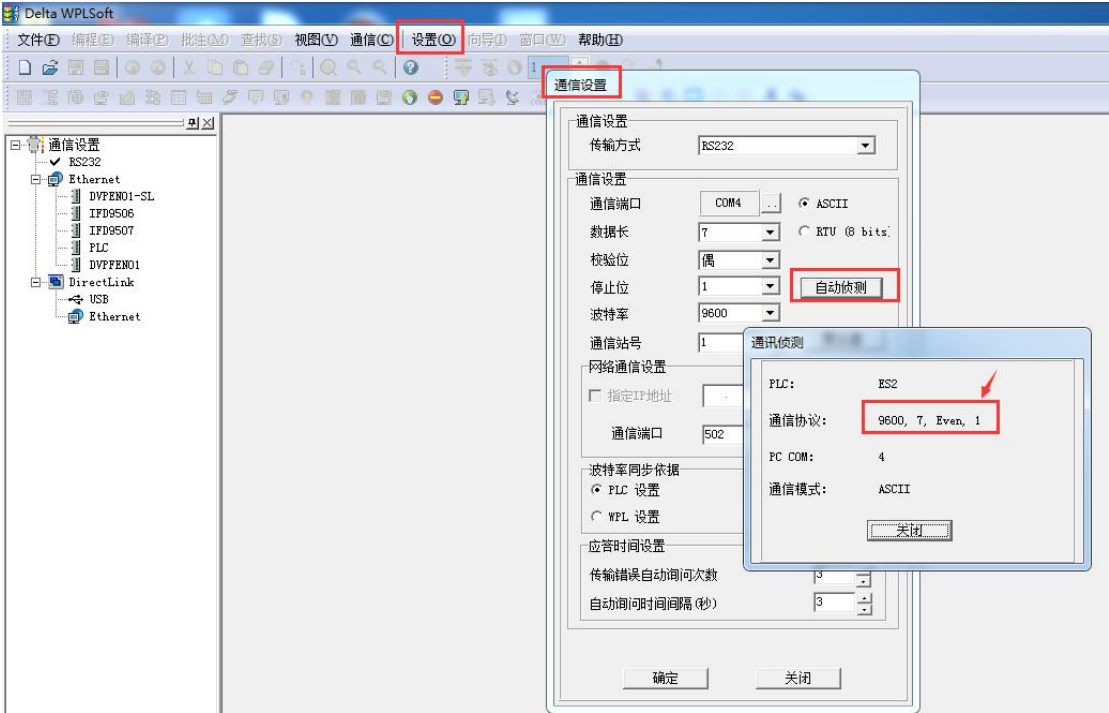 Delta WPLSoft
文件(F) 编程(E) 编译(P) 批注(M) 查找(S) 视图(V) 通信(C) 设置(O) 向导(I) 窗口(W) 帮助(H)
1
通信设置
RS232
Ethernet
DVPEN01-SL
IFD9506
IFD9507
PLC
DVPFEN01
DirectLink
USB
Ethernet
通信设置
通信设置
传输方式 RS232
通信设置
通信端口 COM4 .. ASCII
数据长 7 RTU (8 bits)
校验位 偶
停止位 1 自动侦测
波特率 9600
通信站号 1
网络通信设置
指定IP地址
通信端口 502
波特率同步依据
PLC 设置
WPL 设置
应答时间设置
传输错误自动询问次数 3
自动询问时间间隔(秒) 3
确定 关闭
通讯侦测
PLC: ES2
通信协议: 9600, 7, Even, 1
PC COM: 4
通信模式: ASCII
关闭